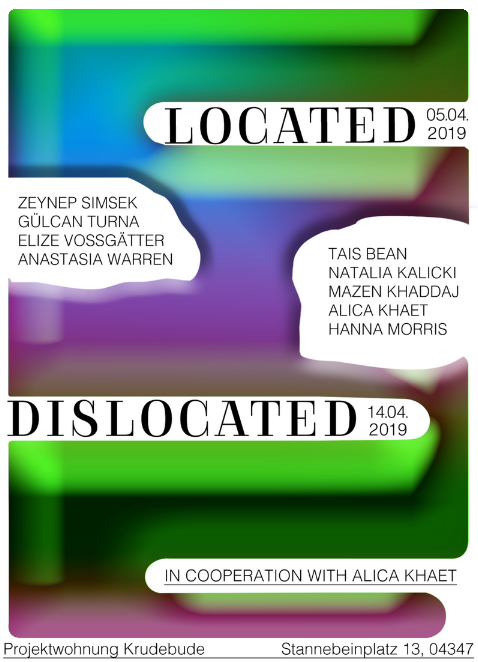 LOCATED
05.04.
2019
ZEYNEP SIMSEK
GÜLCAN TURNA
ELIZE VOSSGÄTTER
ANASTASIA WARREN
TAIS BEAN
NATALIA KALICKI
MAZEN KHADDAJ
ALICA KHAET
HANNA MORRIS
DISLOCATED
14.04.
2019
IN COOPERATION WITH ALICA KHAET
Projektwohnung Krudebude
Stannebeinplatz 13, 04347